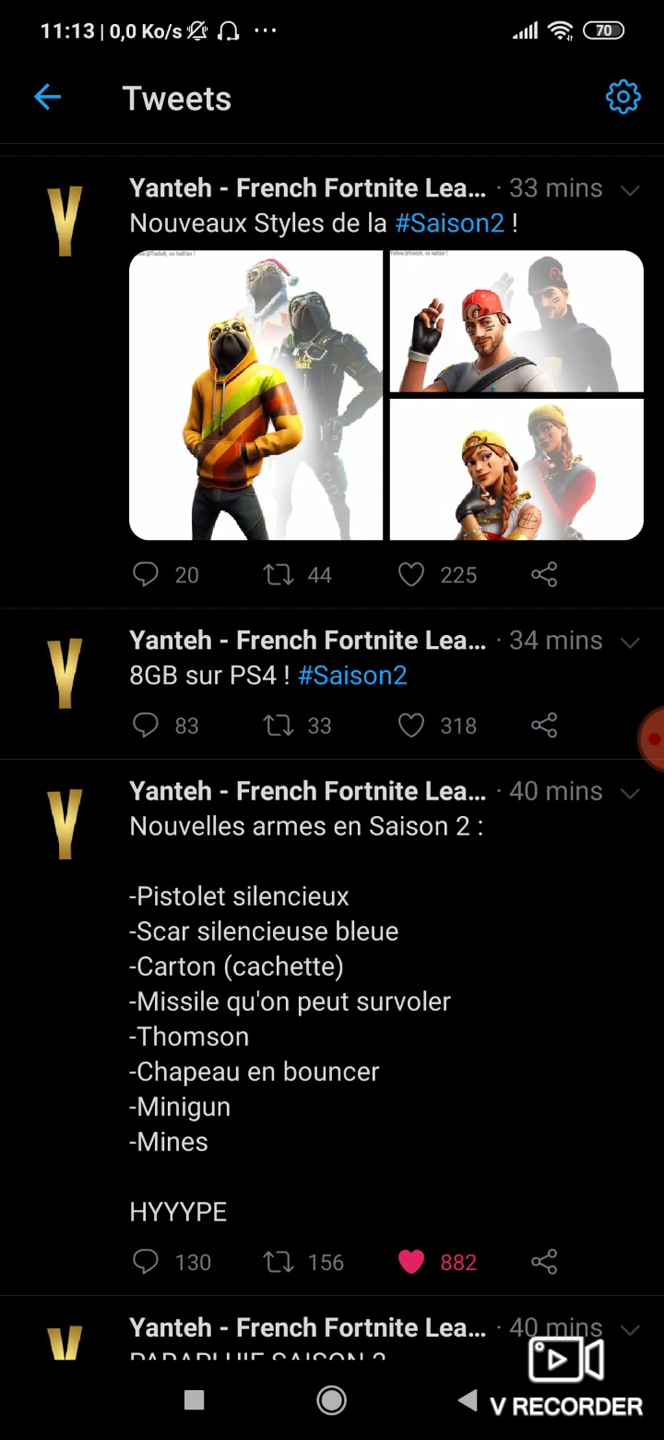 11:13 | 0,0 Ko/s ... 70
Tweets
Yanteh - French Fortnite Lea... · 33 mins
Nouveaux Styles de la #Saison2 !
20 44 225
Yanteh - French Fortnite Lea... · 34 mins
8GB sur PS4 ! #Saison2
83 33 318
Yanteh - French Fortnite Lea... · 40 mins
Nouvelles armes en Saison 2 :
-Pistolet silencieux
-Scar silencieuse bleue
-Carton (cachette)
-Missile qu'on peut survoler
-Thomson
-Chapeau en bouncer
-Minigun
-Mines
HYYYPE
130 156 882
Yanteh - French Fortnite Lea... · 40 mins
PARAPLUIE SAISON 2
V RECORDER